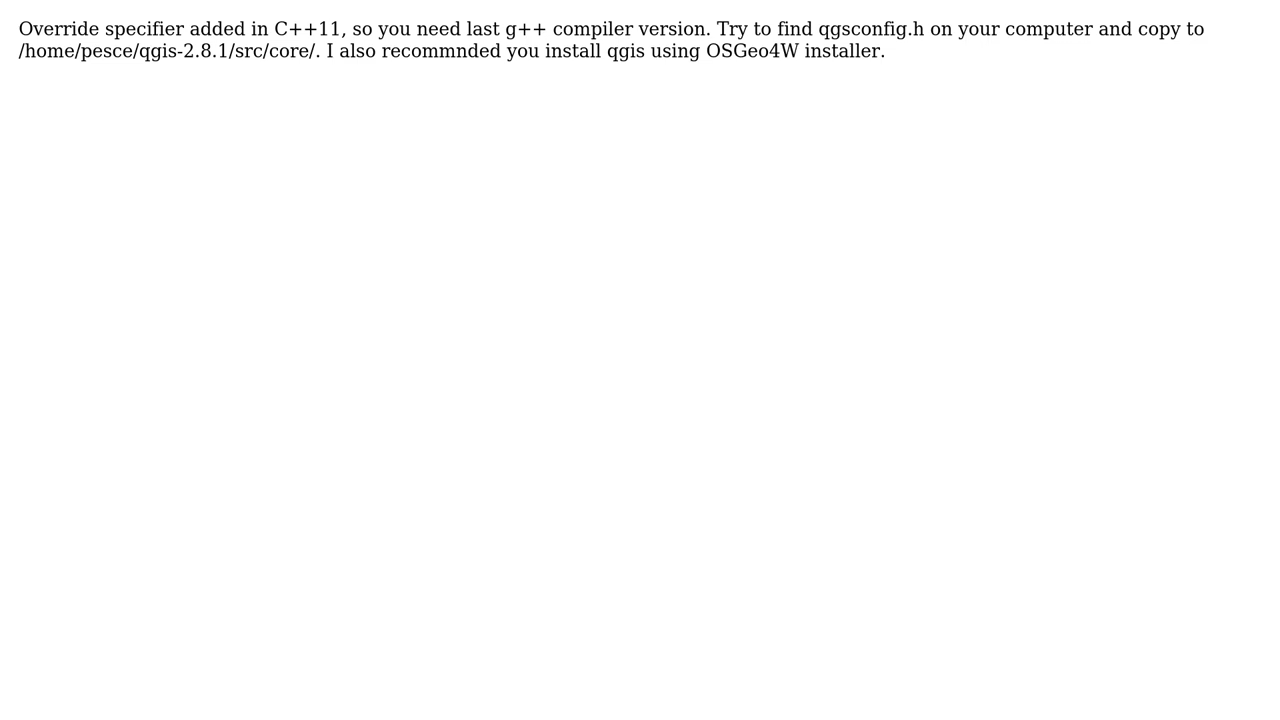 Override specifier added in C++11, so you need last g++ compiler version. Try to find qgsconfig.h on your computer and copy to
/home/pesce/qgis-2.8.1/src/core/. I also recommnded you install qgis using OSGeo4W installer.